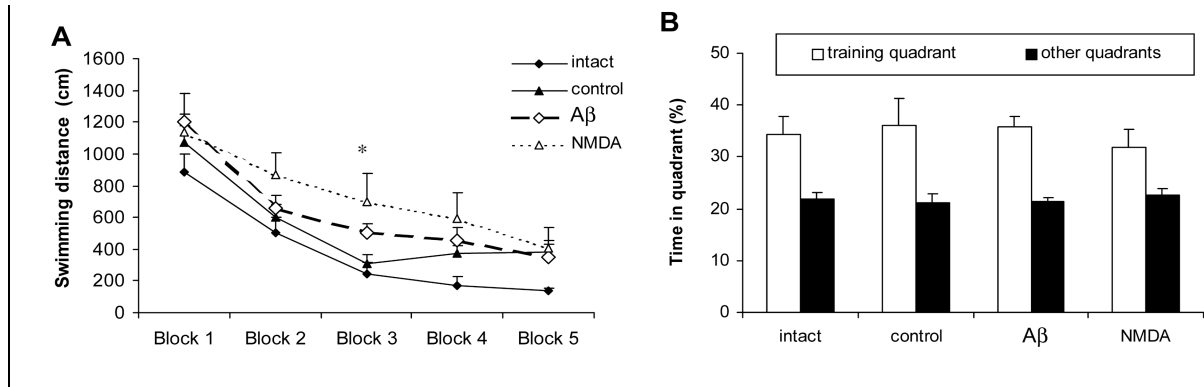 A
Swimming distance (cm)
1600
1400
1200
1000
800
600
400
200
0
Block 1 Block 2 Block 3 Block 4 Block 5
*
intact
control
Aβ
NMDA
B
Time in quadrant (%)
50
40
30
20
10
0
training quadrant other quadrants
intact control Aβ NMDA